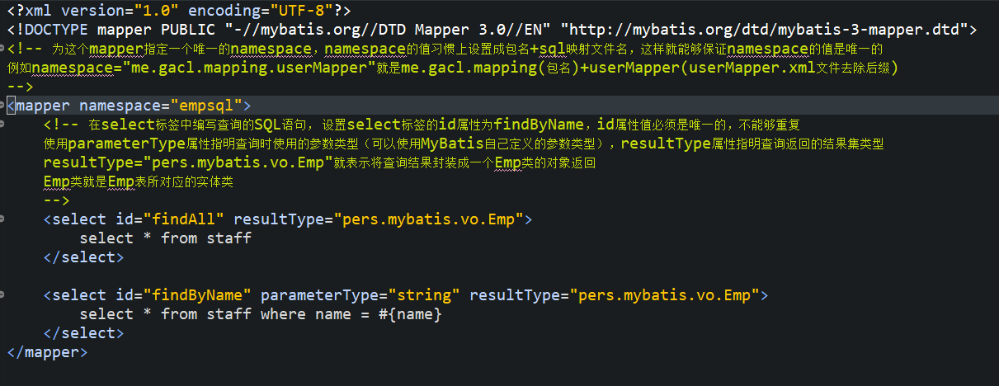 <?xml version="1.0" encoding="UTF-8"?>
<!DOCTYPE mapper PUBLIC "-//mybatis.org//DTD Mapper 3.0//EN" "http://mybatis.org/dtd/mybatis-3-mapper.dtd">
<!-- 为这个mapper指定一个唯一的namespace，namespace的值习惯上设置成包名+sql映射文件名，这样就能够保证namespace的值是唯一的
例如namespace="me.gacl.mapping.userMapper"就是me.gacl.mapping(包名)+userMapper(userMapper.xml文件去除后缀)
-->
<mapper namespace="empsql">
    <!-- 在select标签中编写查询的SQL语句， 设置select标签的id属性为findByName，id属性值必须是唯一的，不能够重复
    使用parameterType属性指明查询时使用的参数类型（可以使用MyBatis自己定义的参数类型），resultType属性指明查询返回的结果集类型
    resultType="pers.mybatis.vo.Emp"就表示将查询结果封装成一个Emp类的对象返回
    Emp类就是Emp表所对应的实体类
    -->
    <select id="findAll" resultType="pers.mybatis.vo.Emp">
        select * from staff
    </select>
    <select id="findByName" parameterType="string" resultType="pers.mybatis.vo.Emp">
        select * from staff where name = #{name}
    </select>
</mapper>